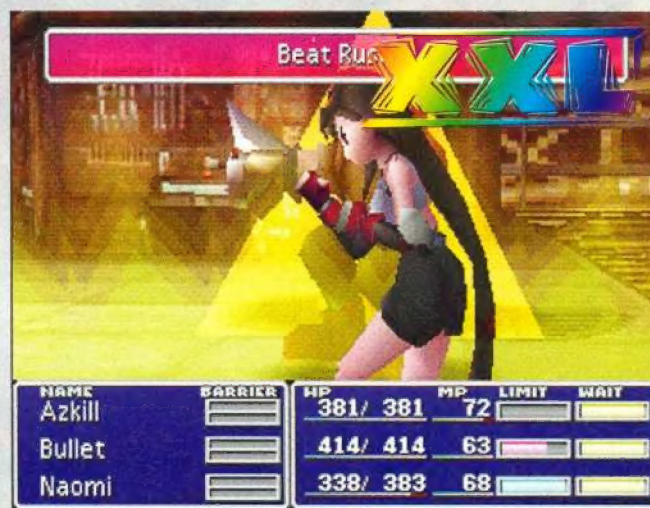 Beat
XXL
NAME BARRIER HP MP LIMIT WAIT
Azkill 381/ 381 72
Bullet 414/ 414 63
Naomi 338/ 383 68